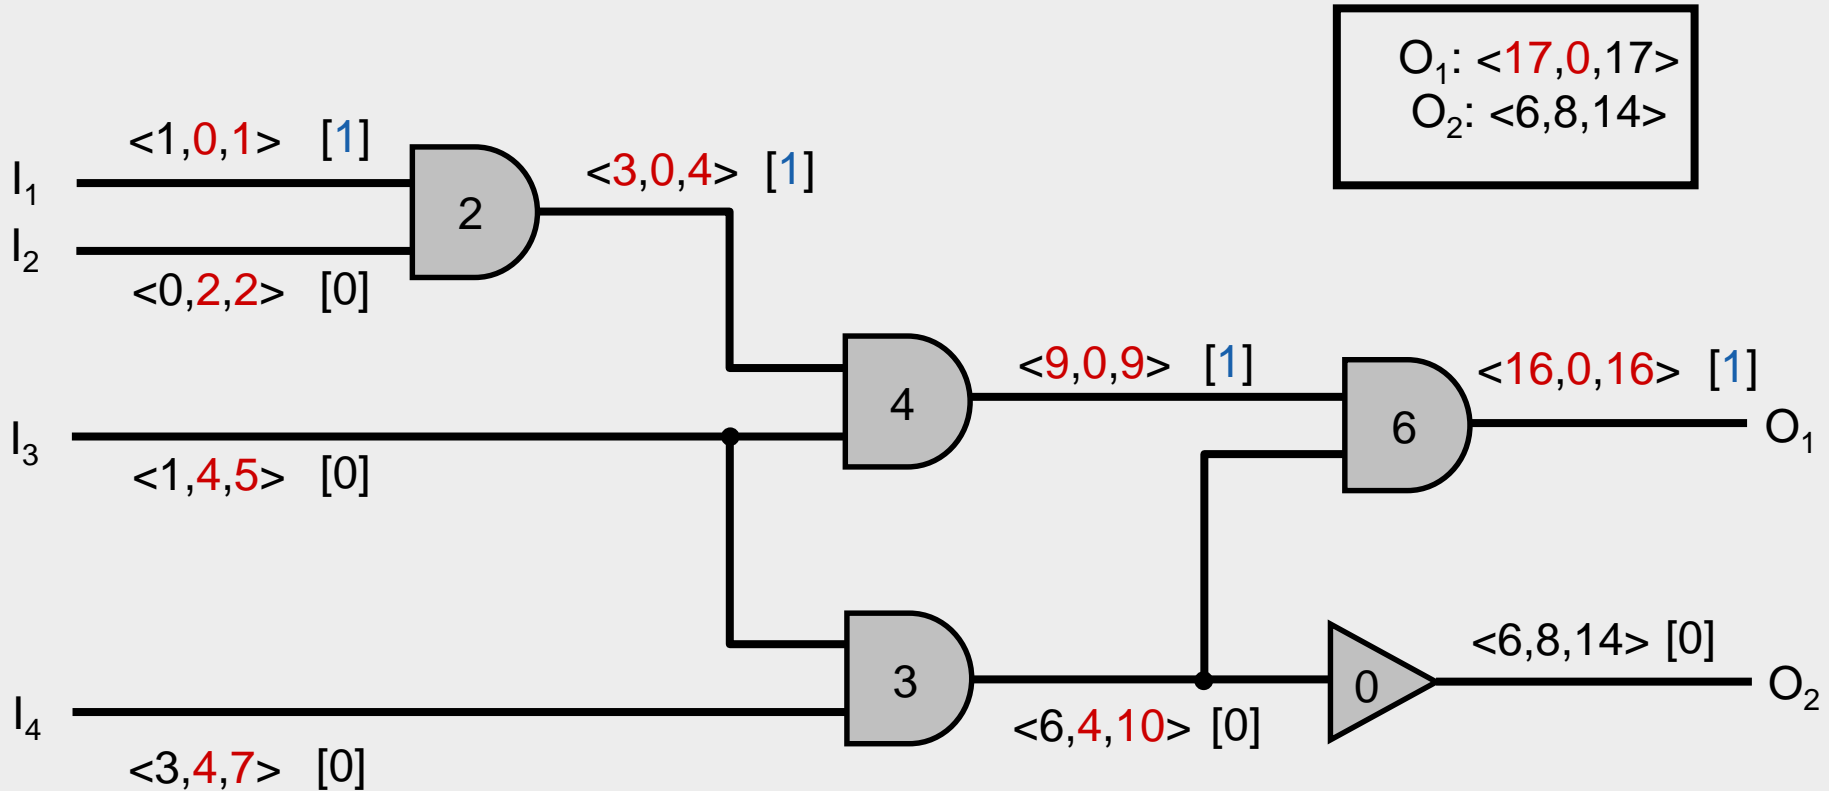 O₁: <17,0,17>
O₂: <6,8,14>
<1,0,1> [1]
I₁
2
<3,0,4> [1]
I₂
<0,2,2> [0]
4
<9,0,9> [1]
6
<16,0,16> [1]
O₁
I₃
<1,4,5> [0]
3
<6,4,10> [0]
0
<6,8,14> [0]
O₂
I₄
<3,4,7> [0]